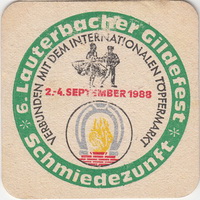 6. Lauterbacher Gildefest
VERBUNDEN MIT DEM INTERNATIONALEN TÖPFERMARKT
2.-4. SEPTEMBER 1988
* Schmiedezunft *